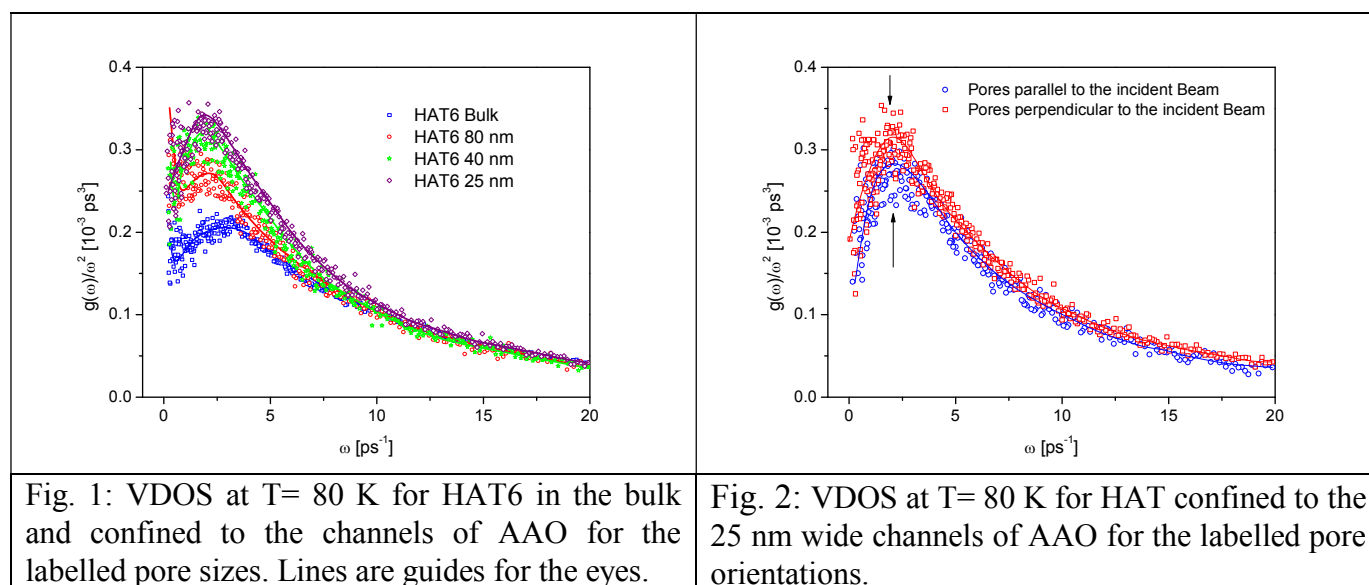 0.4
0.3
0.2
0.1
0.0
g(ω)/ω² [10⁻³ ps³]
HAT6 Bulk
HAT6 80 nm
HAT6 40 nm
HAT6 25 nm
0 5 10 15 20
ω [ps⁻¹]
Fig. 1: VDOS at T= 80 K for HAT6 in the bulk
and confined to the channels of AAO for the
labelled pore sizes. Lines are guides for the eyes.
0.4
0.3
0.2
0.1
0.0
g(ω)/ω² [10⁻³ ps³]
Pores parallel to the incident Beam
Pores perpendicular to the incident Beam
0 5 10 15 20
ω [ps⁻¹]
Fig. 2: VDOS at T= 80 K for HAT confined to the
25 nm wide channels of AAO for the labelled pore
orientations.